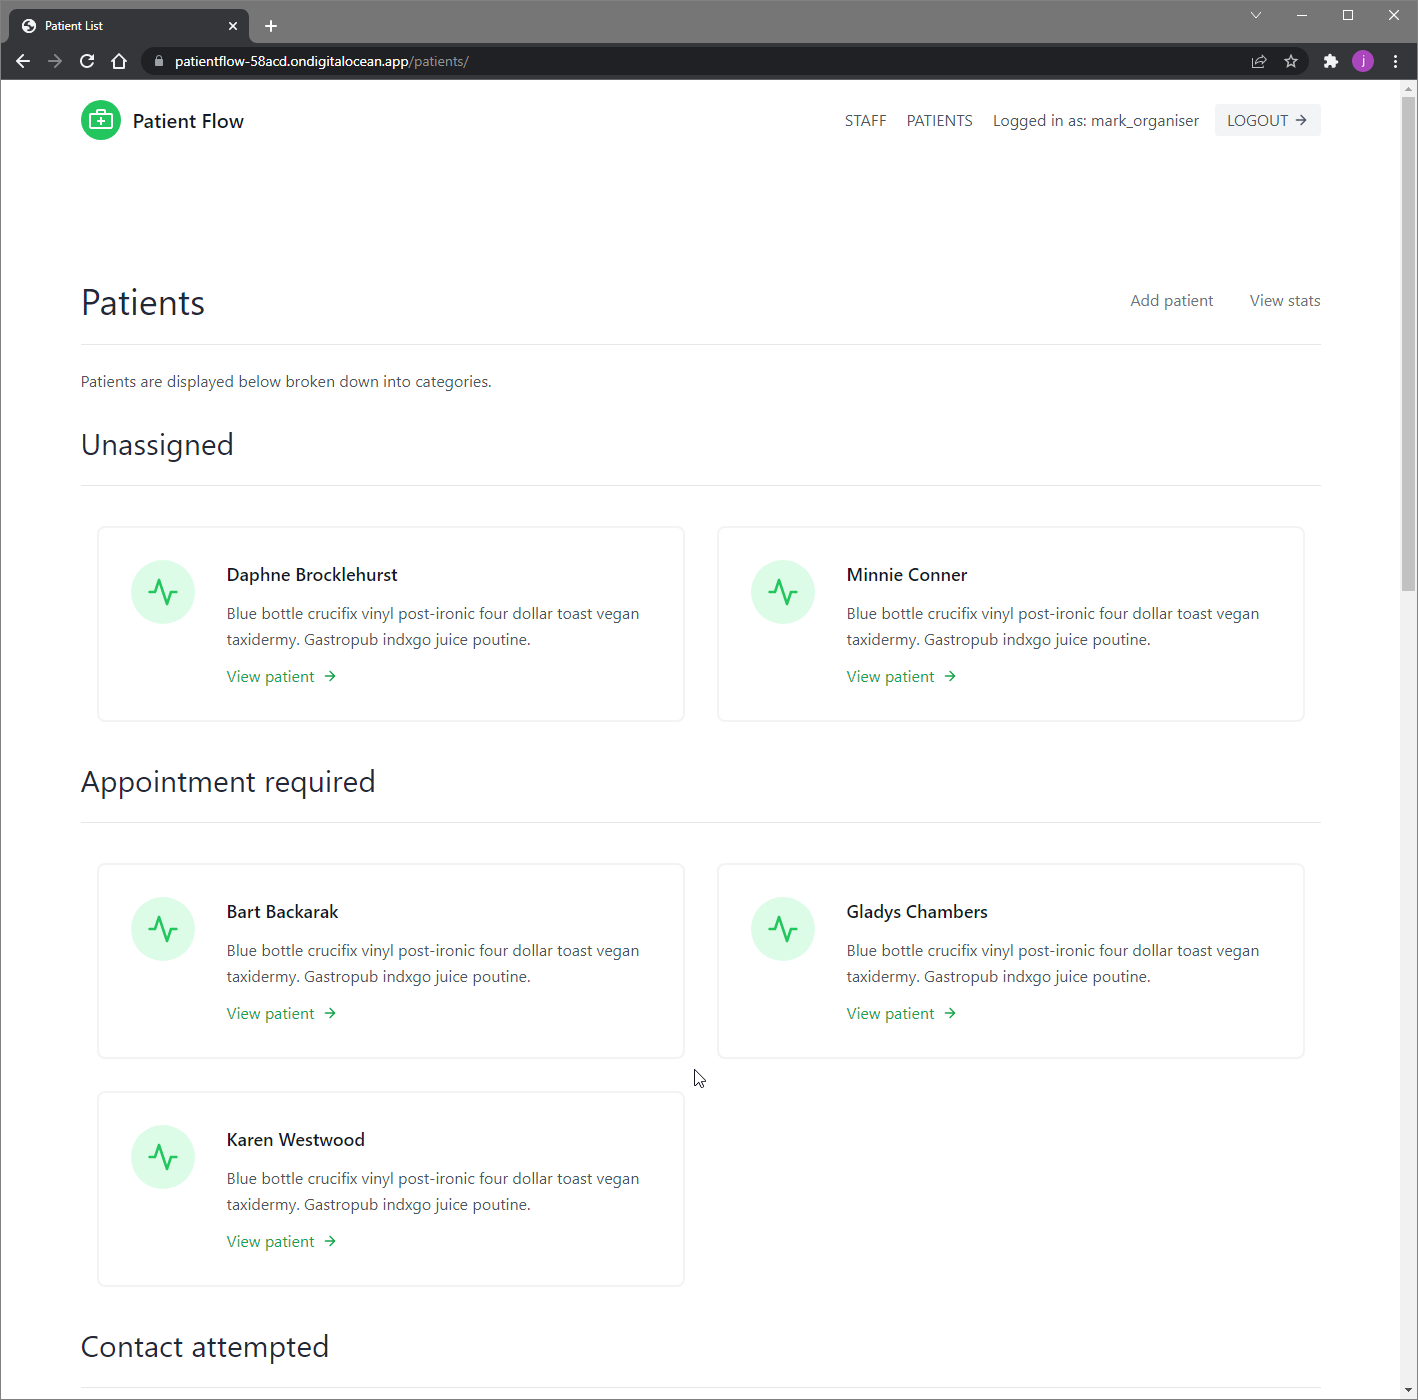 Patient List
patientflow-58acd.ondigitalocean.app/patients/
j
Patient Flow
STAFF PATIENTS Logged in as: mark_organiser LOGOUT →
Patients
Add patient View stats
Patients are displayed below broken down into categories.
Unassigned
Daphne Brocklehurst
Blue bottle crucifix vinyl post-ironic four dollar toast vegan
taxidermy. Gastropub indxgo juice poutine.
View patient →
Minnie Conner
Blue bottle crucifix vinyl post-ironic four dollar toast vegan
taxidermy. Gastropub indxgo juice poutine.
View patient →
Appointment required
Bart Backarak
Blue bottle crucifix vinyl post-ironic four dollar toast vegan
taxidermy. Gastropub indxgo juice poutine.
View patient →
Gladys Chambers
Blue bottle crucifix vinyl post-ironic four dollar toast vegan
taxidermy. Gastropub indxgo juice poutine.
View patient →
Karen Westwood
Blue bottle crucifix vinyl post-ironic four dollar toast vegan
taxidermy. Gastropub indxgo juice poutine.
View patient →
Contact attempted